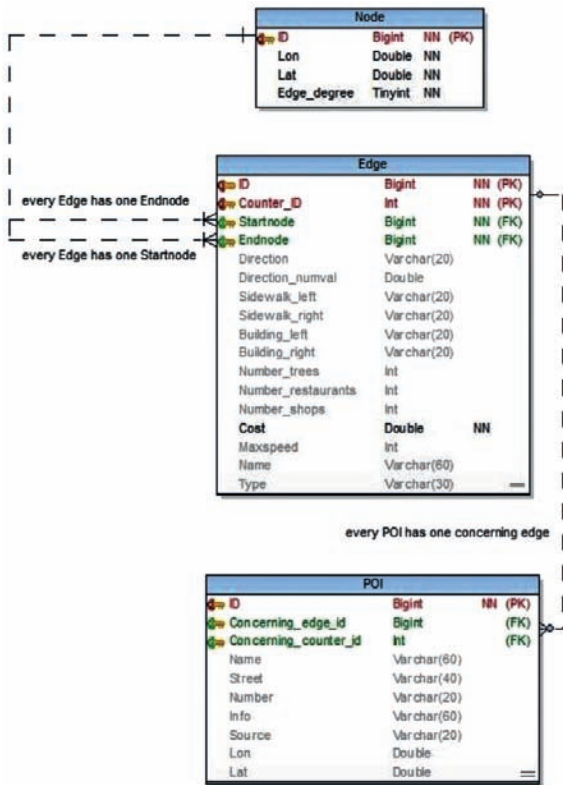 Node
ID Bigint NN (PK)
Lon Double NN
Lat Double NN
Edge_degree Tinyint NN
Edge
ID Bigint NN (PK)
Counter_ID Int NN (PK)
every Edge has one Endnode
Startnode Bigint NN (FK)
Endnode Bigint NN (FK)
every Edge has one Startnode
Direction Varchar(20)
Direction_numval Double
Sidewalk_left Varchar(20)
Sidewalk_right Varchar(20)
Building_left Varchar(20)
Building_right Varchar(20)
Number_trees Int
Number_restaurants Int
Number_shops Int
Cost Double NN
Maxspeed Int
Name Varchar(60)
Type Varchar(30)
every POI has one concerning edge
POI
ID Bigint NN (PK)
Concerning_edge_id Bigint (FK)
Concerning_counter_id Int (FK)
Name Varchar(60)
Street Varchar(40)
Number Varchar(20)
Info Varchar(60)
Source Varchar(20)
Lon Double
Lat Double